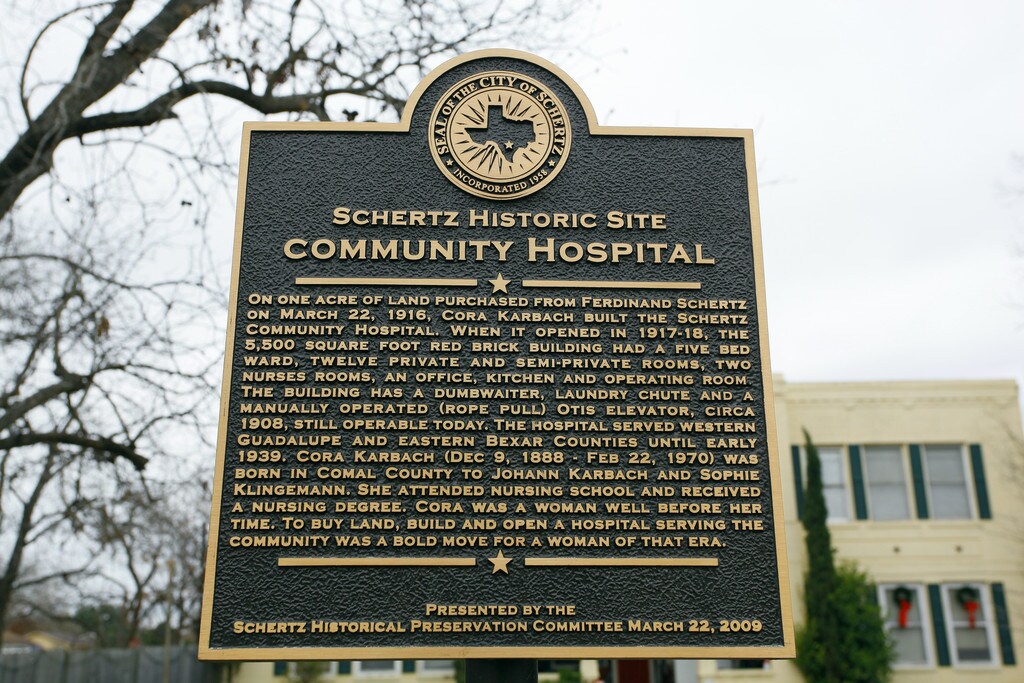 SEAL OF THE CITY OF SCHERTZ
INCORPORATED 1958
SCHERTZ HISTORIC SITE
COMMUNITY HOSPITAL
ON ONE ACRE OF LAND PURCHASED FROM FERDINAND SCHERTZ
ON MARCH 22, 1916, CORA KARBACH BUILT THE SCHERTZ
COMMUNITY HOSPITAL. WHEN IT OPENED IN 1917-18, THE
5,500 SQUARE FOOT RED BRICK BUILDING HAD A FIVE BED
WARD, TWELVE PRIVATE AND SEMI-PRIVATE ROOMS, TWO
NURSES ROOMS, AN OFFICE, KITCHEN AND OPERATING ROOM.
THE BUILDING HAS A DUMBWAITER, LAUNDRY CHUTE AND A
MANUALLY OPERATED (ROPE PULL) OTIS ELEVATOR, CIRCA
1908, STILL OPERABLE TODAY. THE HOSPITAL SERVED WESTERN
GUADALUPE AND EASTERN BEXAR COUNTIES UNTIL EARLY
1939. CORA KARBACH (DEC 9, 1888 - FEB 22, 1970) WAS
BORN IN COMAL COUNTY TO JOHANN KARBACH AND SOPHIE
KLINGEMANN. SHE ATTENDED NURSING SCHOOL AND RECEIVED
A NURSING DEGREE. CORA WAS A WOMAN WELL BEFORE HER
TIME. TO BUY LAND, BUILD AND OPEN A HOSPITAL SERVING THE
COMMUNITY WAS A BOLD MOVE FOR A WOMAN OF THAT ERA.
PRESENTED BY THE
SCHERTZ HISTORICAL PRESERVATION COMMITTEE MARCH 22, 2009